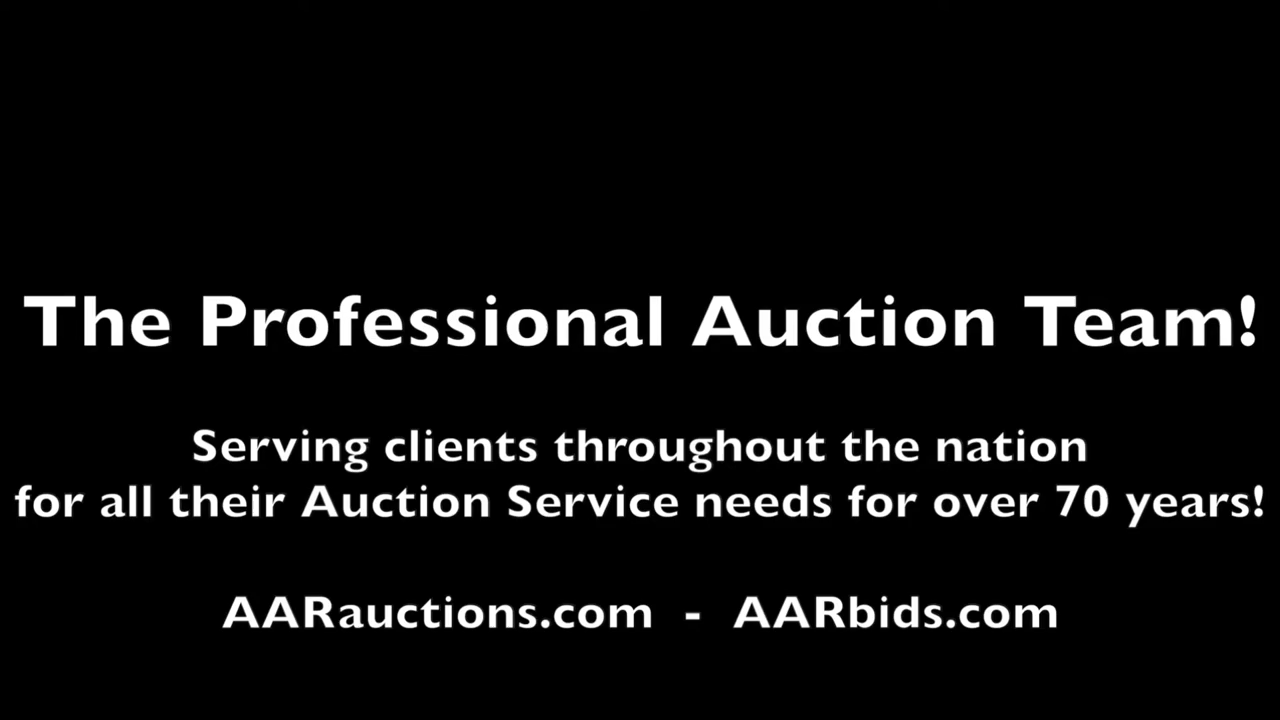 The Professional Auction Team!
Serving clients throughout the nation
for all their Auction Service needs for over 70 years!
AARauctions.com - AARbids.com